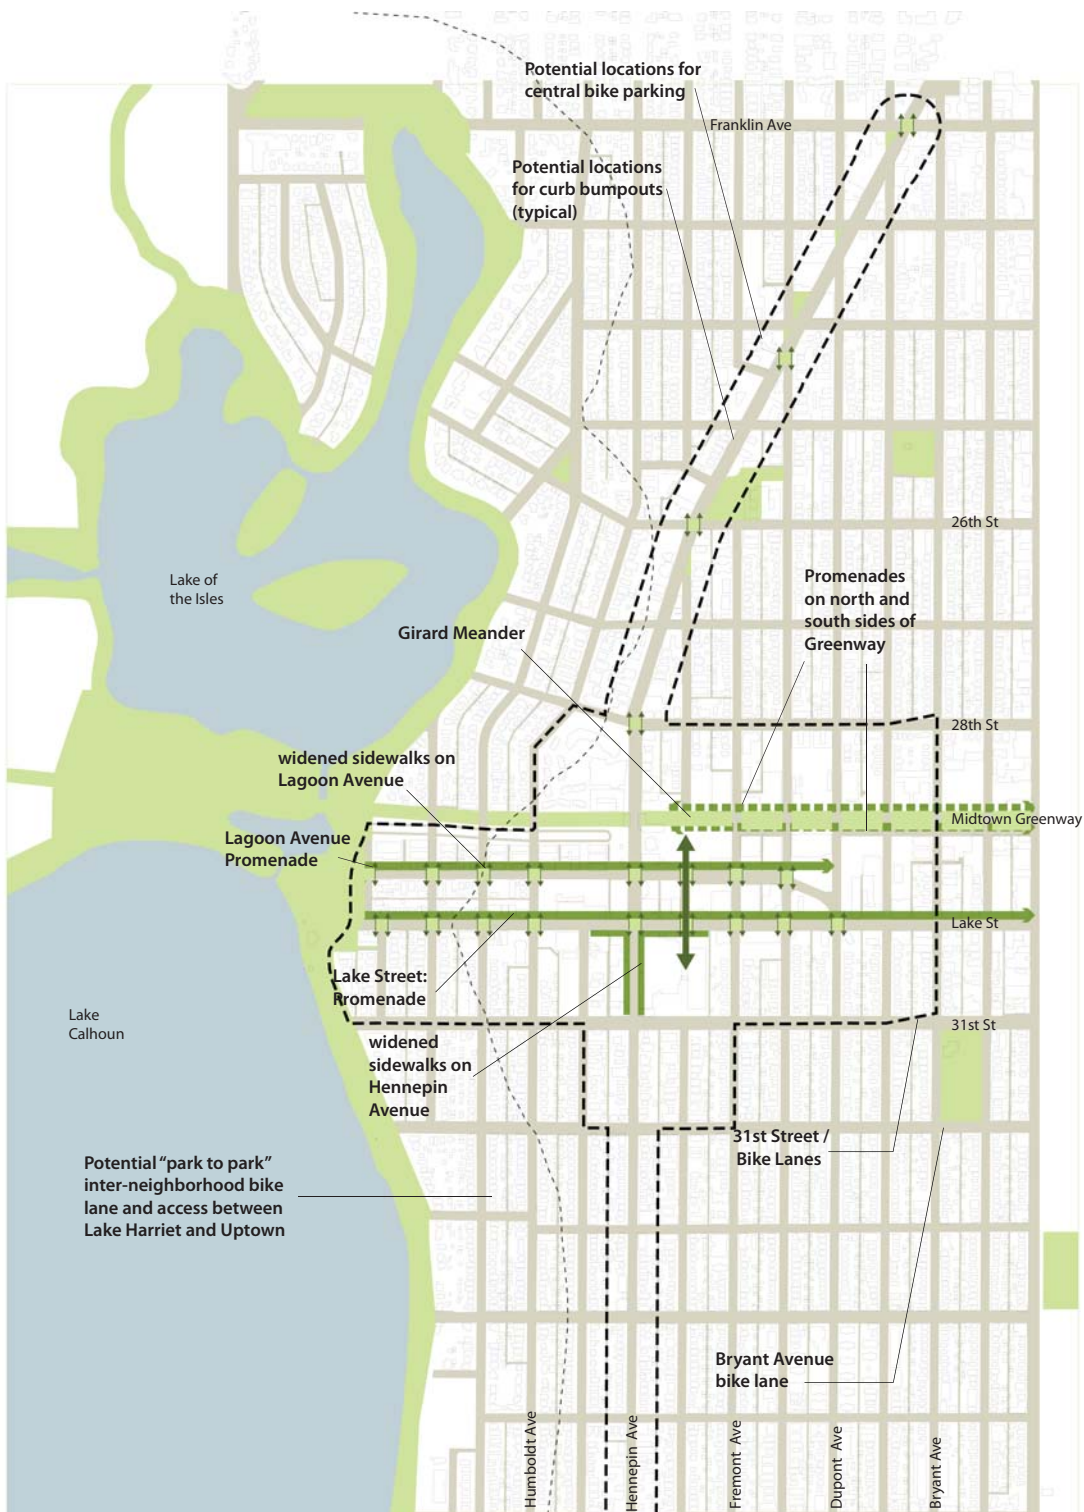 Potential locations for
central bike parking
Franklin Ave
Potential locations
for curb bumpouts
(typical)
26th St
Lake of
the Isles
Promenades
on north and
south sides of
Greenway
Girard Meander
28th St
widened sidewalks on
Lagoon Avenue
Midtown Greenway
Lagoon Avenue
Promenade
Lake St
Lake Street:
Promenade
Lake
Calhoun
31st St
widened
sidewalks on
Hennepin
Avenue
31st Street /
Bike Lanes
Potential “park to park”
inter-neighborhood bike
lane and access between
Lake Harriet and Uptown
Bryant Avenue
bike lane
Humboldt Ave
Hennepin Ave
Fremont Ave
Dupont Ave
Bryant Ave